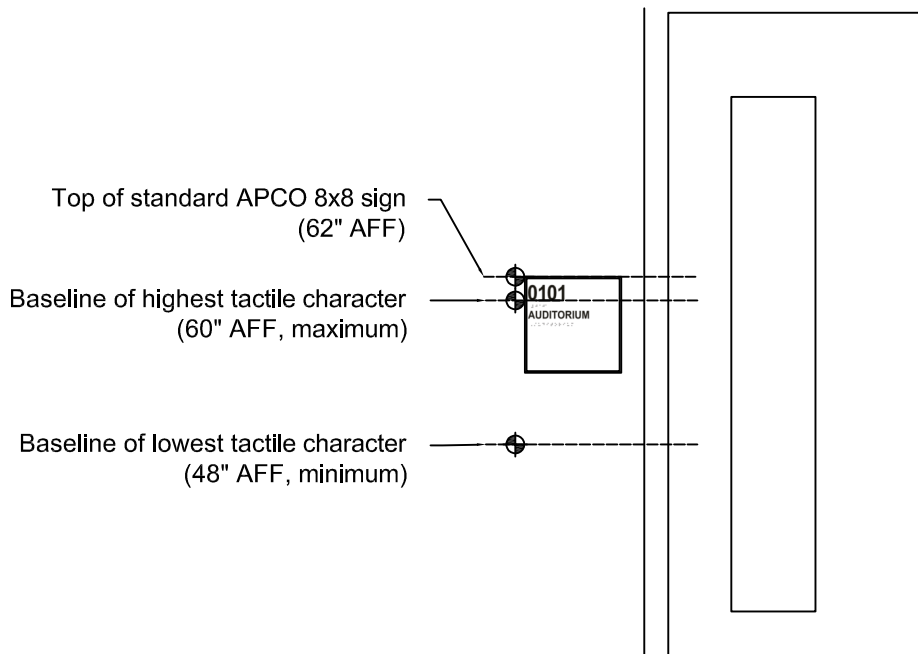 Top of standard APCO 8x8 sign
(62" AFF)
Baseline of highest tactile character
(60" AFF, maximum)
0101
AUDITORIUM
Baseline of lowest tactile character
(48" AFF, minimum)